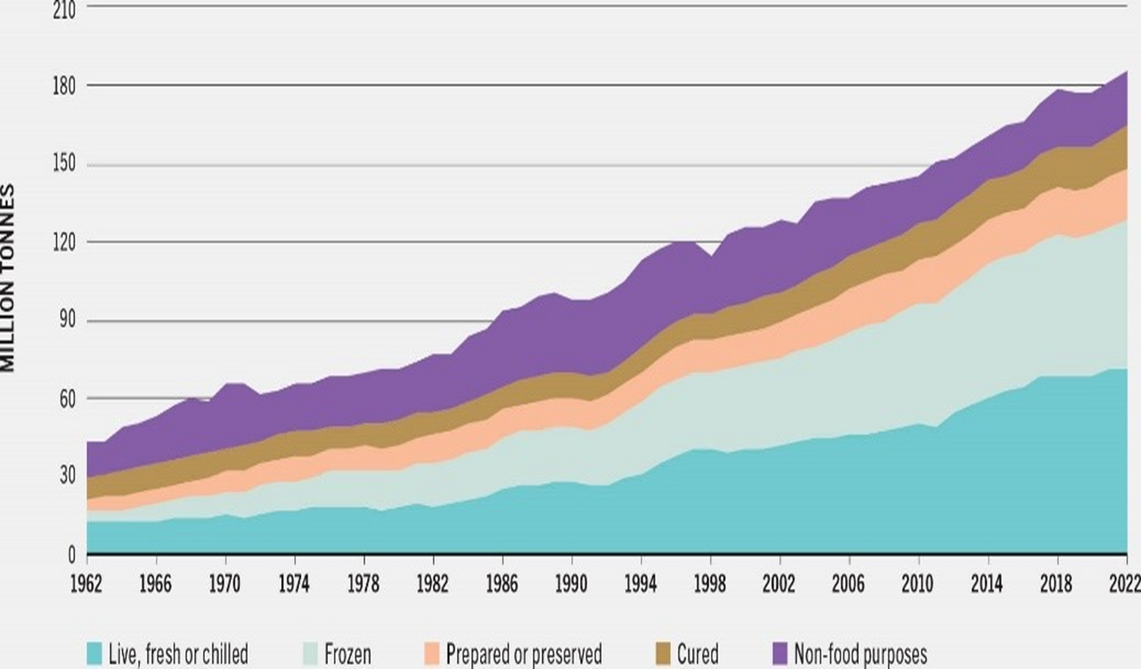 210
180
150
120
90
60
30
0
MILLION TONNES
1962 1966 1970 1974 1978 1982 1986 1990 1994 1998 2002 2006 2010 2014 2018 2022
Live, fresh or chilled Frozen Prepared or preserved Cured Non-food purposes